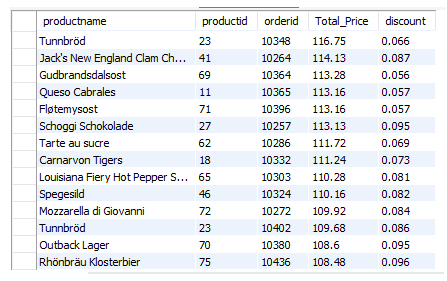 productname productid orderid Total_Price discount
Tunnbröd 23 10348 116.75 0.066
Jack's New England Clam Ch... 41 10264 114.13 0.087
Gudbrandsdalsost 69 10364 113.28 0.056
Queso Cabrales 11 10365 113.16 0.057
Fløtemysost 71 10396 113.16 0.057
Schoggi Schokolade 27 10257 113.13 0.095
Tarte au sucre 62 10286 111.72 0.069
Carnarvon Tigers 18 10332 111.24 0.073
Louisiana Fiery Hot Pepper S... 65 10303 110.28 0.081
Spegesild 46 10324 110.16 0.082
Mozzarella di Giovanni 72 10272 109.92 0.084
Tunnbröd 23 10402 109.68 0.086
Outback Lager 70 10380 108.6 0.095
Rhönbräu Klosterbier 75 10436 108.48 0.096